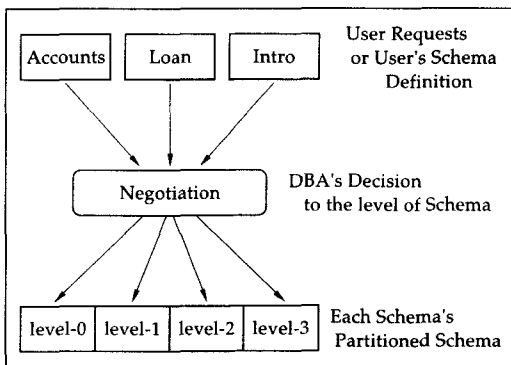 Accounts
Loan
Intro
User Requests
or User's Schema
Definition
Negotiation
DBA's Decision
to the level of Schema
level-0
level-1
level-2
level-3
Each Schema's
Partitioned Schema